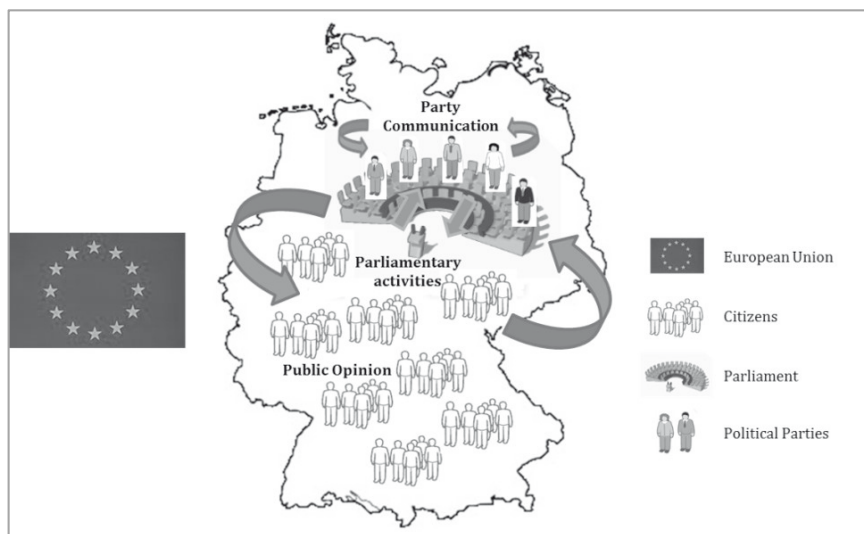 Party
Communication
Parliamentary
activities
Public Opinion
European Union
Citizens
Parliament
Political Parties